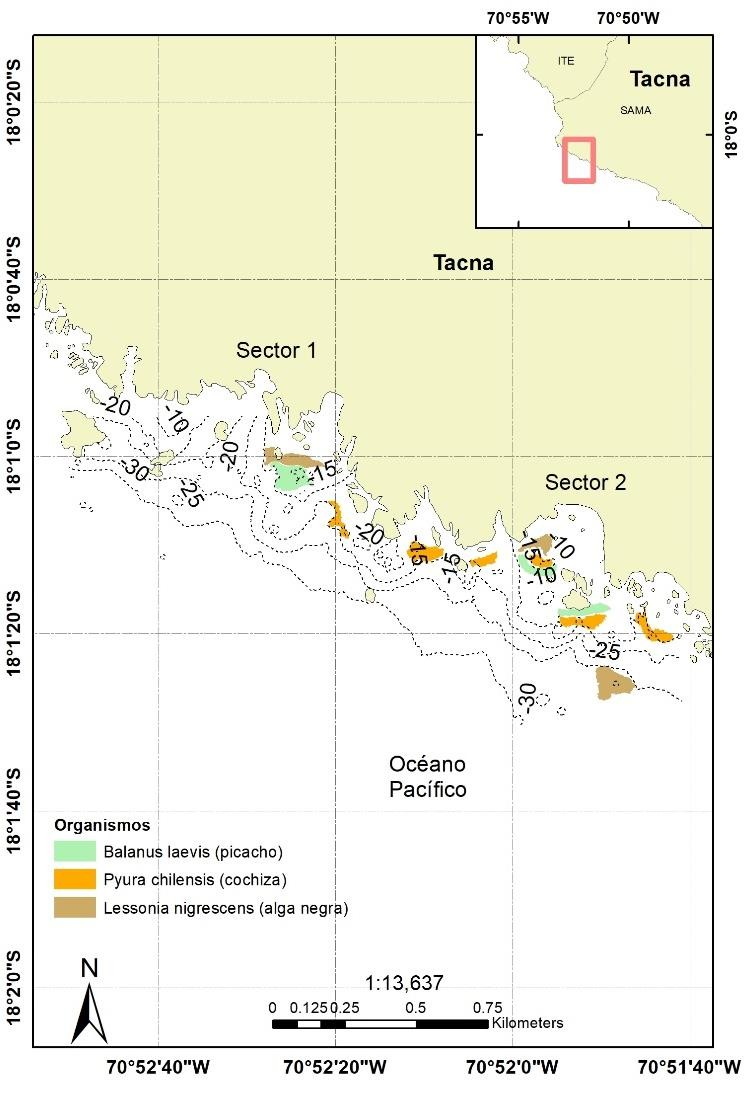 70°55'W 70°50'W
ITE
Tacna
SAMA
18°0'S
18°0'20"S
18°0'40"S
18°1'0"S
18°1'20"S
18°1'40"S
18°2'0"S
Tacna
Sector 1
-20
-10
-20
-30
-25
-15
Sector 2
-20
-15
-15
-15
-10
-10
-25
-30
Océano
Pacífico
Organismos
Balanus laevis (picacho)
Pyura chilensis (cochiza)
Lessonia nigrescens (alga negra)
N
1:13,637
0 0.125 0.25 0.5 0.75
Kilometers
70°52'40"W 70°52'20"W 70°52'0"W 70°51'40"W